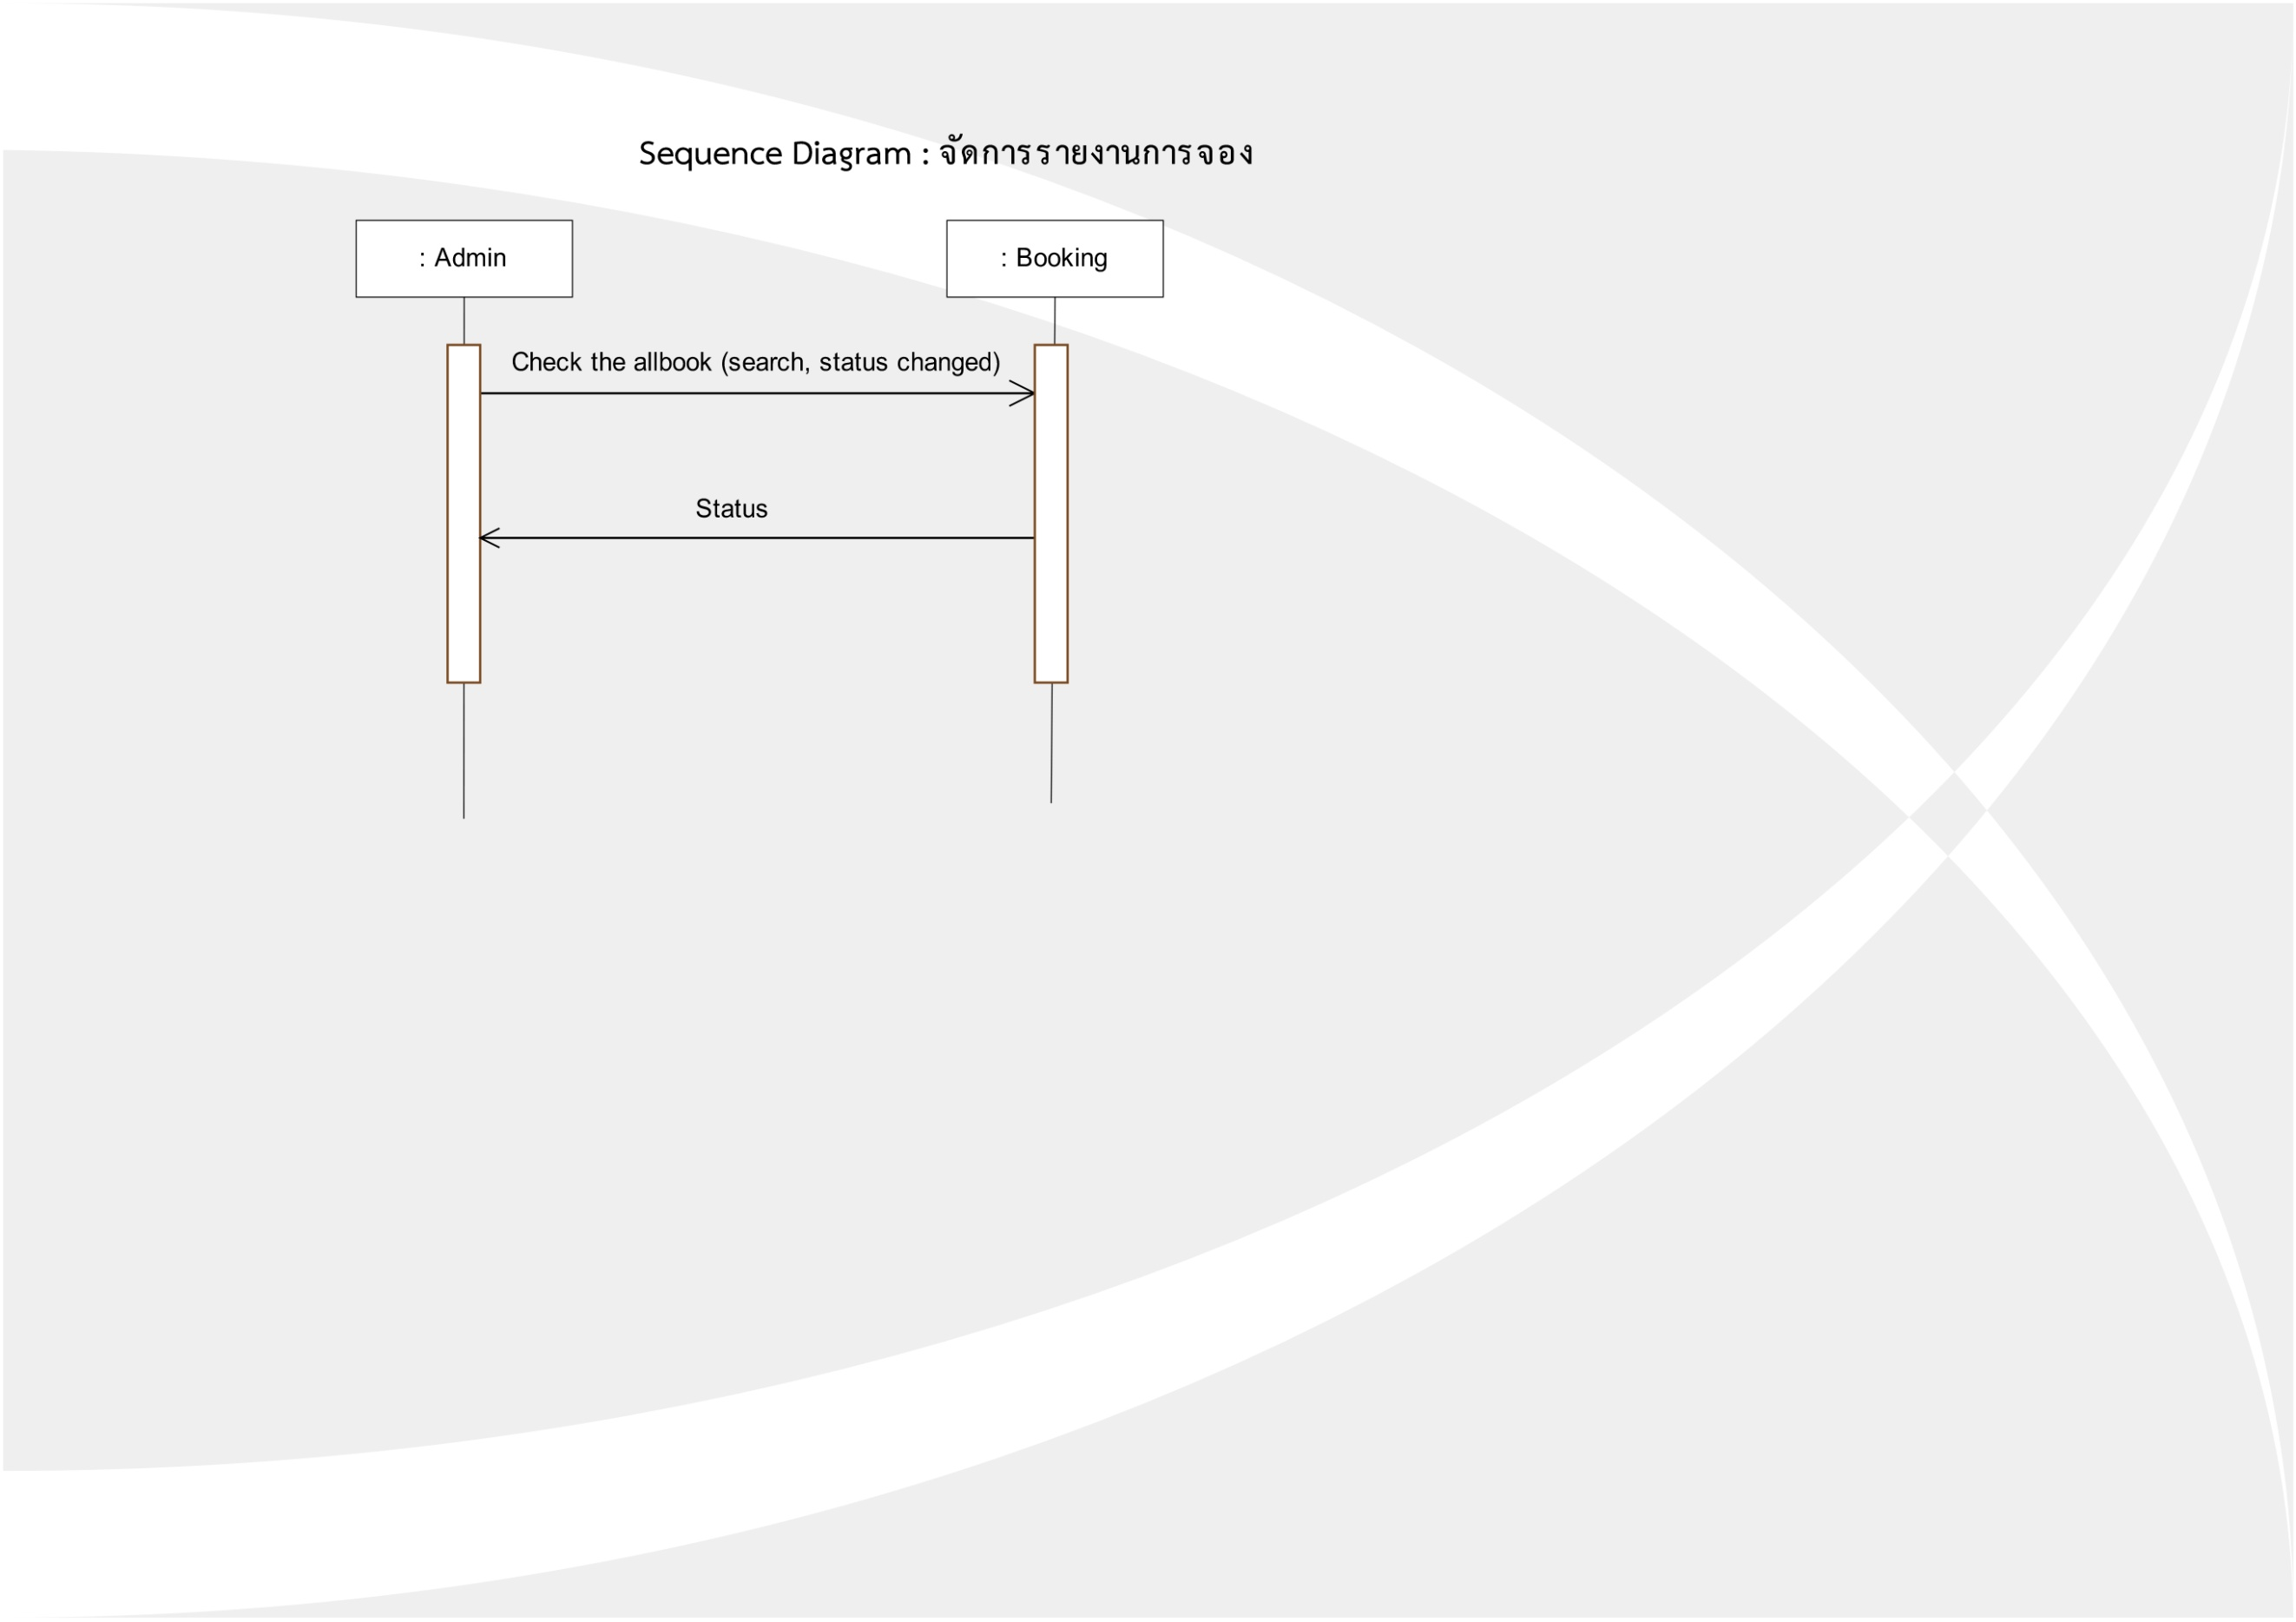 Sequence Diagram : จัดการรายงานการจอง
: Admin
: Booking
Check the allbook (search, status changed)
Status